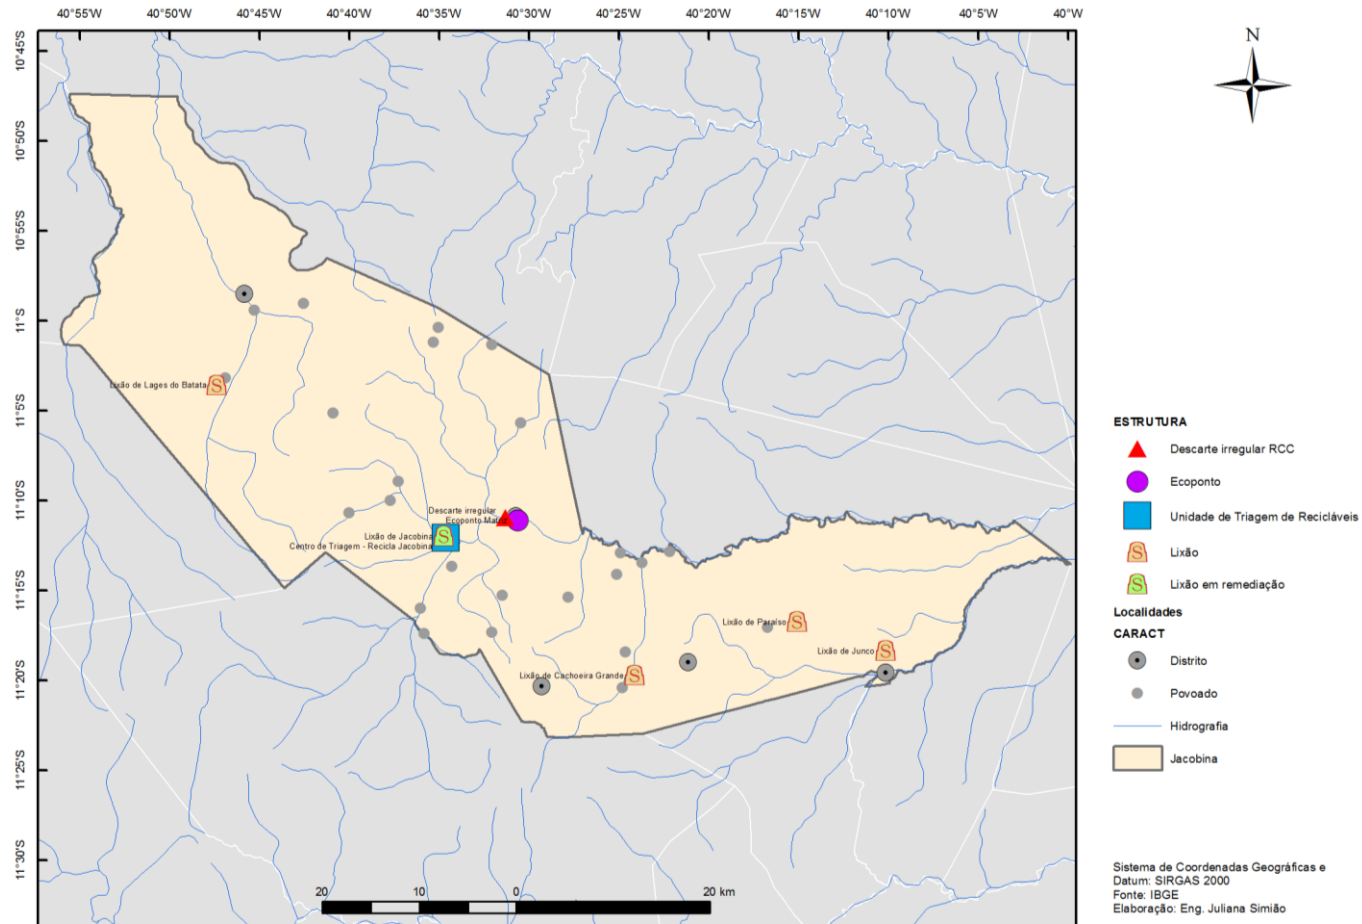 40°55'W 40°50'W 40°45'W 40°40'W 40°35'W 40°30'W 40°25'W 40°20'W 40°15'W 40°10'W 40°5'W 40°W
N
10°45'S
10°50'S
10°55'S
11°S
11°5'S
11°10'S
11°15'S
11°20'S
11°25'S
11°30'S
Lixão de Lages do Batata
Descarte irregular
Ecoponto Matriz
Lixão de Jacobina
Centro de Triagem - Recicla Jacobina
Lixão de Paraíso
Lixão de Junco
Lixão de Cachoeira Grande
20 10 0 20 km
ESTRUTURA
Descarte irregular RCC
Ecoponto
Unidade de Triagem de Recicláveis
S Lixão
S Lixão em remediação
Localidades
CARACT
Distrito
Povoado
Hidrografia
Jacobina
Sistema de Coordenadas Geográficas e
Datum: SIRGAS 2000
Fonte: IBGE
Elaboração: Eng. Juliana Simião